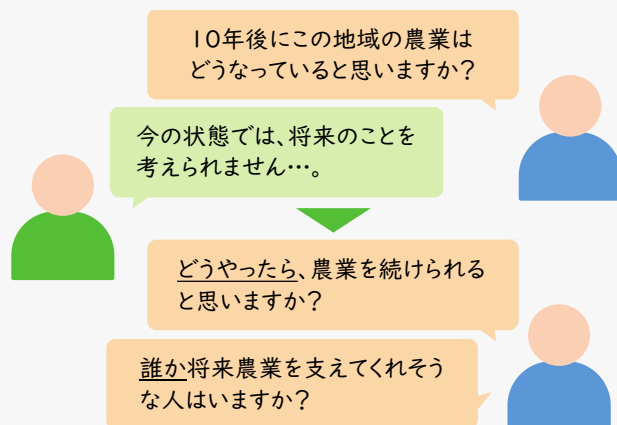 10年後にこの地域の農業は
どうなっていると思いますか?
今の状態では、将来のことを
考えられません…。
どうやったら、農業を続けられる
と思いますか?
誰か将来農業を支えてくれそう
な人はいますか?